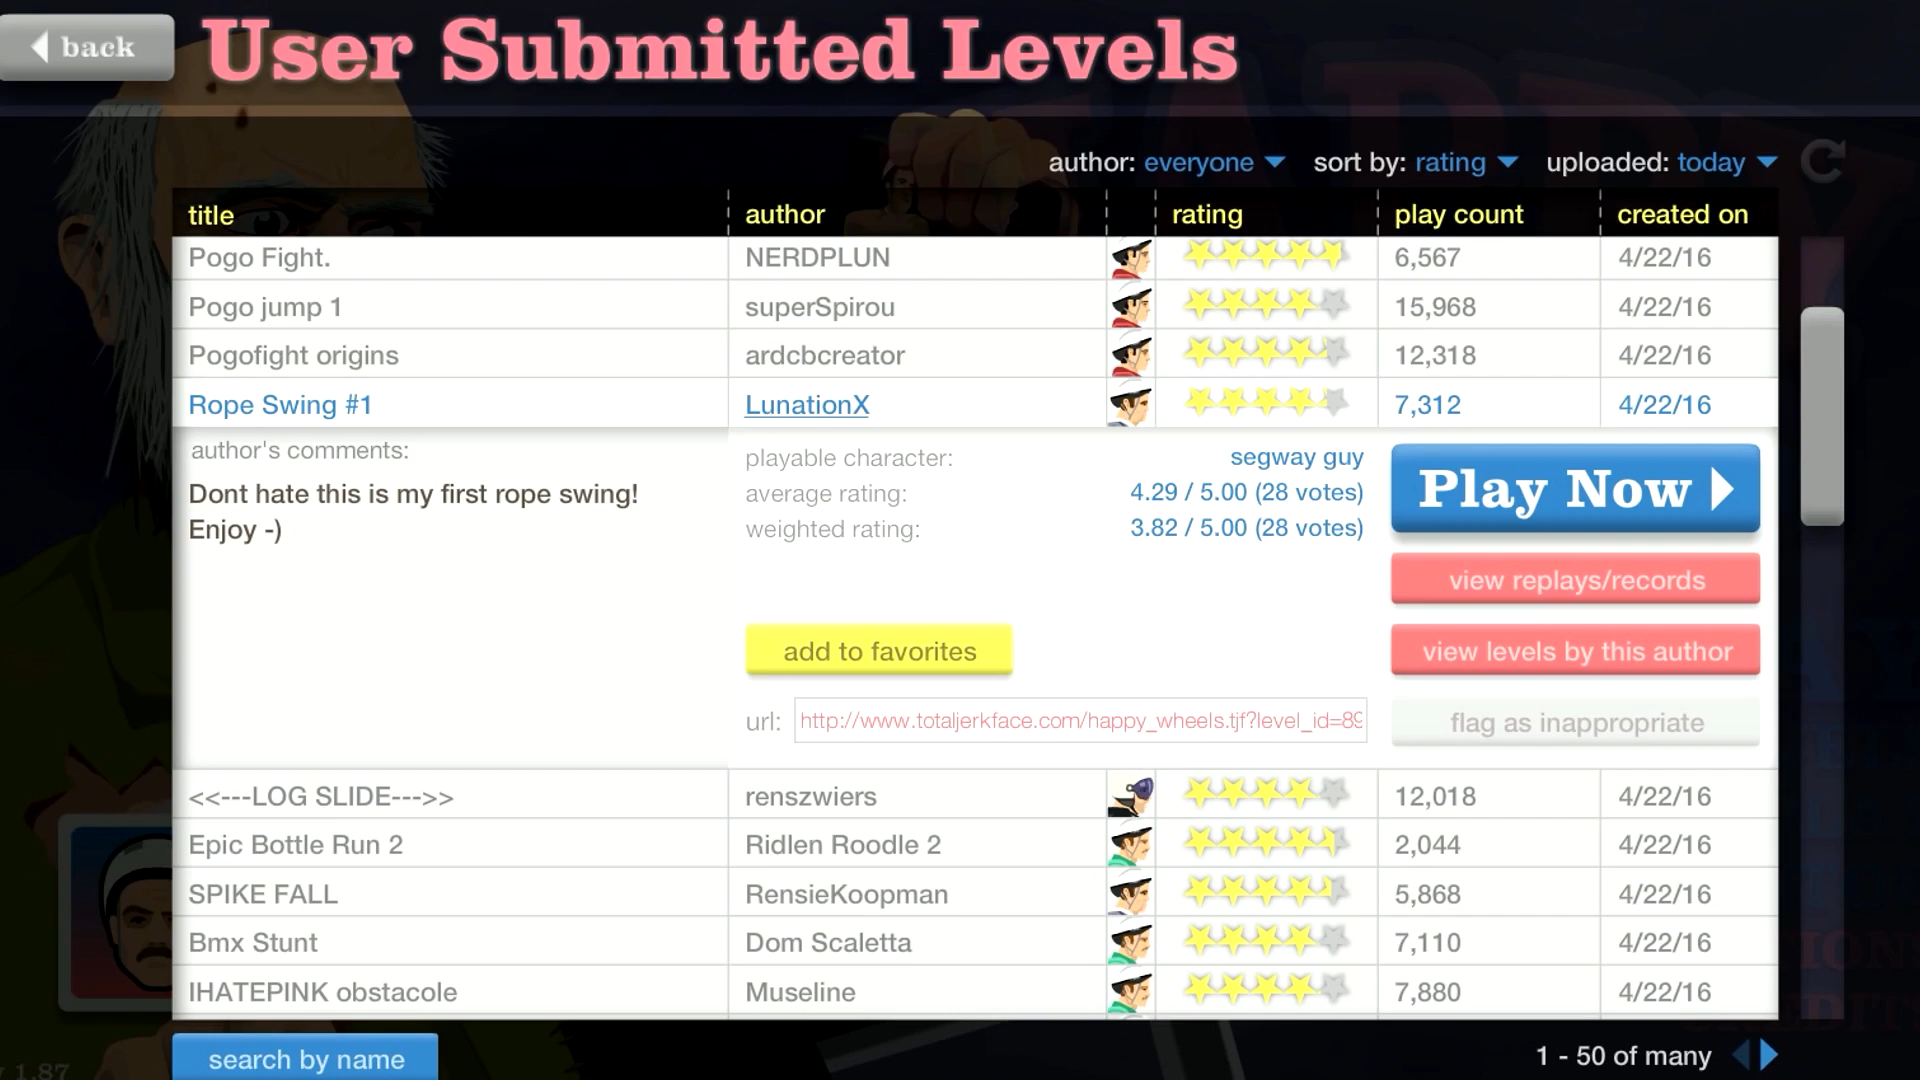 back
User Submitted Levels
author: everyone sort by: rating uploaded: today
title author rating play count created on
Pogo Fight. NERDPLUN 6,567 4/22/16
Pogo jump 1 superSpirou 15,968 4/22/16
Pogofight origins ardcbcreator 12,318 4/22/16
Rope Swing #1 LunationX 7,312 4/22/16
author's comments:
Dont hate this is my first rope swing!
Enjoy -)
playable character: segway guy
average rating: 4.29 / 5.00 (28 votes)
weighted rating: 3.82 / 5.00 (28 votes)
add to favorites
url: http://www.totaljerkface.com/happy_wheels.tjf?level_id=89
Play Now
view replays/records
view levels by this author
flag as inappropriate
<<---LOG SLIDE--->> renszwiers 12,018 4/22/16
Epic Bottle Run 2 Ridlen Roodle 2 2,044 4/22/16
SPIKE FALL RensieKoopman 5,868 4/22/16
Bmx Stunt Dom Scaletta 7,110 4/22/16
IHATEPINK obstacole Museline 7,880 4/22/16
search by name
1 - 50 of many
1.87